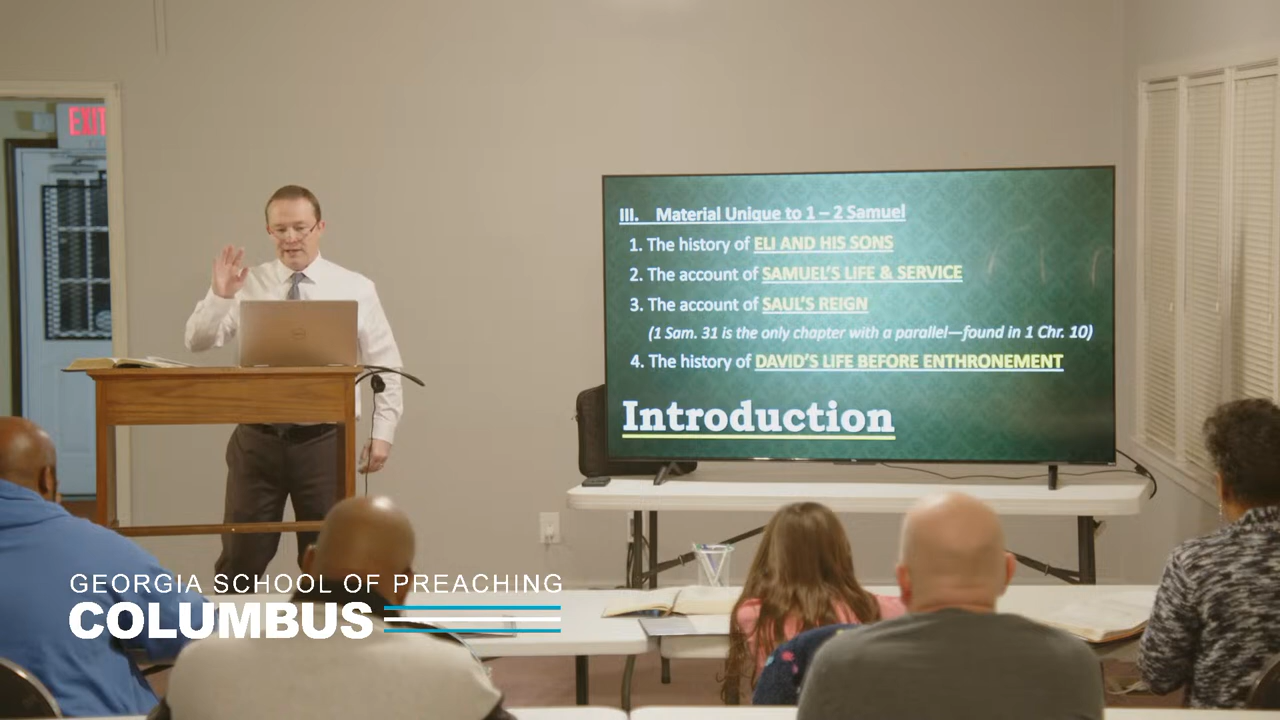 EXIT
III. Material Unique to 1 – 2 Samuel
1. The history of ELI AND HIS SONS
2. The account of SAMUEL'S LIFE & SERVICE
3. The account of SAUL'S REIGN
(1 Sam. 31 is the only chapter with a parallel—found in 1 Chr. 10)
4. The history of DAVID'S LIFE BEFORE ENTHRONEMENT
Introduction
GEORGIA SCHOOL OF PREACHING
COLUMBUS